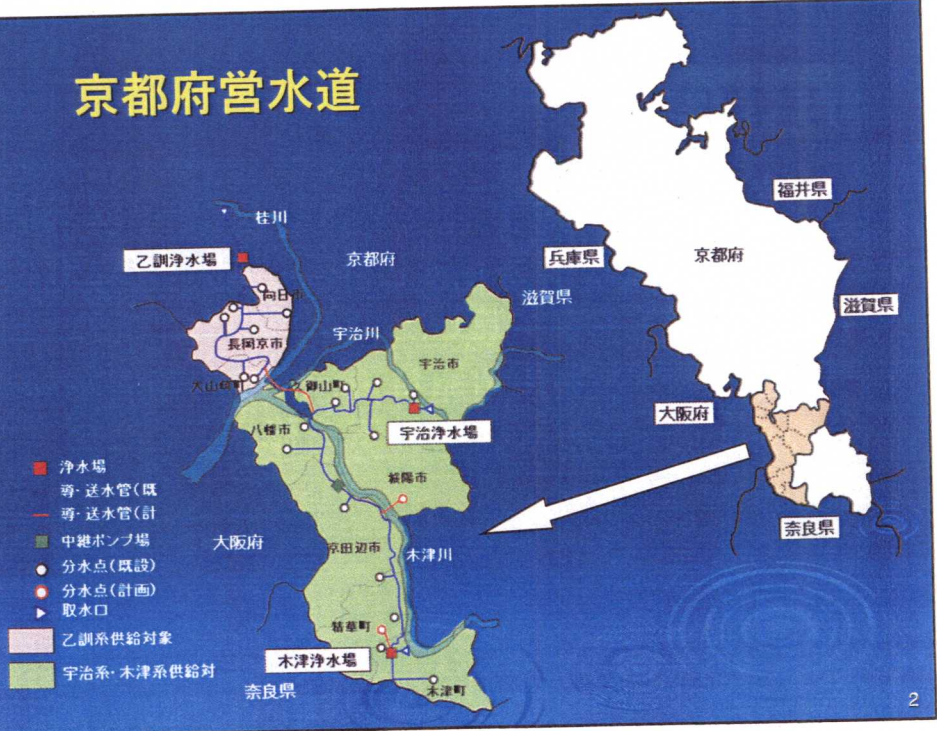 京都府営水道
福井県
兵庫県
京都府
滋賀県
大阪府
奈良県
桂川
乙訓浄水場
京都府
滋賀県
向日市
宇治川
長岡京市
宇治市
大山崎町
久御山町
八幡市
宇治浄水場
城陽市
大阪府
京田辺市
木津川
精華町
木津浄水場
奈良県
木津町
浄水場
導・送水管(既
導・送水管(計
中継ポンプ場
分水点(既設)
分水点(計画)
取水口
乙訓系供給対象
宇治系・木津系供給対
2